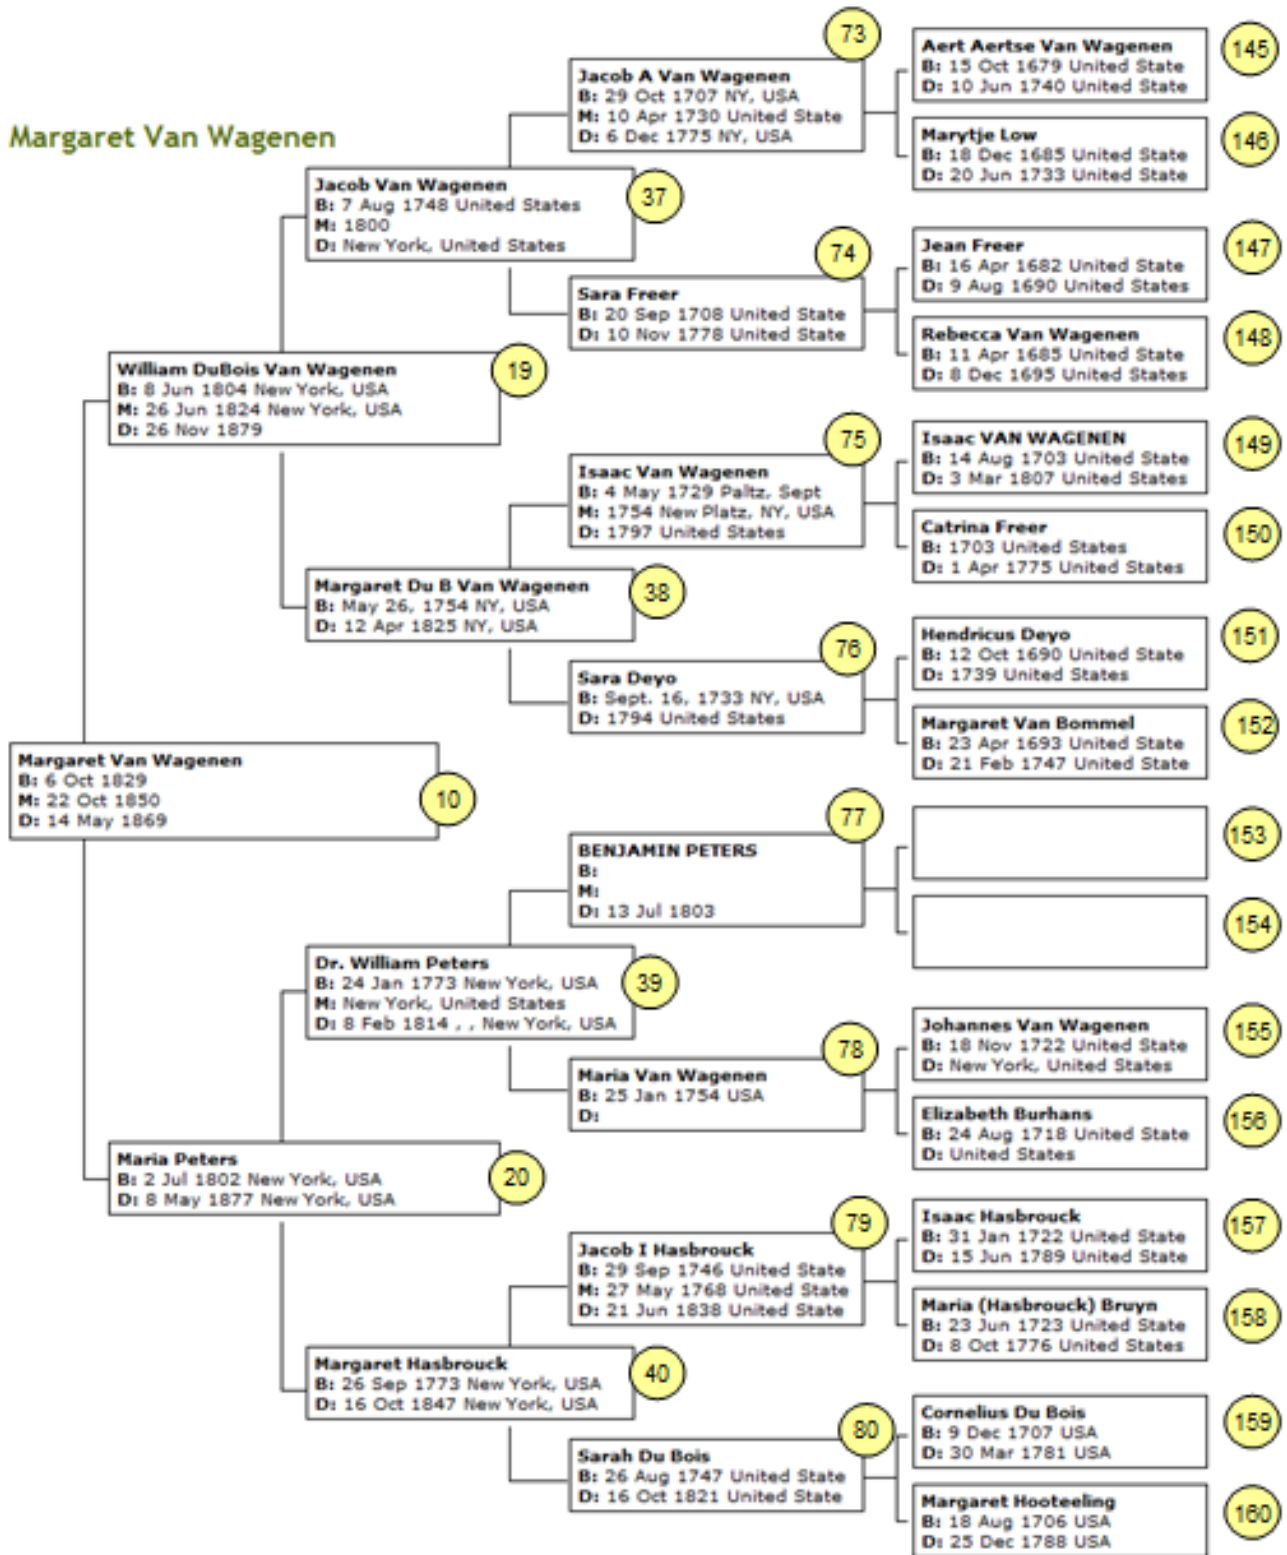 Margaret Van Wagenen
Margaret Van Wagenen
B: 6 Oct 1829
M: 22 Oct 1850
D: 14 May 1869
10
William DuBois Van Wagenen
B: 8 Jun 1804 New York, USA
M: 26 Jun 1824 New York, USA
D: 26 Nov 1879
19
Maria Peters
B: 2 Jul 1802 New York, USA
D: 8 May 1877 New York, USA
20
Jacob Van Wagenen
B: 7 Aug 1748 United States
M: 1800
D: New York, United States
37
Margaret Du B Van Wagenen
B: May 26, 1754 NY, USA
D: 12 Apr 1825 NY, USA
38
Dr. William Peters
B: 24 Jan 1773 New York, USA
M: New York, United States
D: 8 Feb 1814 , , New York, USA
39
Margaret Hasbrouck
B: 26 Sep 1773 New York, USA
D: 16 Oct 1847 New York, USA
40
Jacob A Van Wagenen
B: 29 Oct 1707 NY, USA
M: 10 Apr 1730 United State
D: 6 Dec 1775 NY, USA
73
Sara Freer
B: 20 Sep 1708 United State
D: 10 Nov 1778 United State
74
Isaac Van Wagenen
B: 4 May 1729 Paltz, Sept
M: 1754 New Platz, NY, USA
D: 1797 United States
75
Sara Deyo
B: Sept. 16, 1733 NY, USA
D: 1794 United States
76
BENJAMIN PETERS
B:
M:
D: 13 Jul 1803
77
Maria Van Wagenen
B: 25 Jan 1754 USA
D:
78
Jacob I Hasbrouck
B: 29 Sep 1746 United State
M: 27 May 1768 United State
D: 21 Jun 1838 United State
79
Sarah Du Bois
B: 26 Aug 1747 United State
D: 16 Oct 1821 United State
80
Aert Aertse Van Wagenen
B: 15 Oct 1679 United State
D: 10 Jun 1740 United State
145
Marytje Low
B: 18 Dec 1685 United State
D: 20 Jun 1733 United State
146
Jean Freer
B: 16 Apr 1682 United State
D: 9 Aug 1690 United States
147
Rebecca Van Wagenen
B: 11 Apr 1685 United State
D: 8 Dec 1695 United States
148
Isaac VAN WAGENEN
B: 14 Aug 1703 United State
D: 3 Mar 1807 United States
149
Catrina Freer
B: 1703 United States
D: 1 Apr 1775 United States
150
Hendricus Deyo
B: 12 Oct 1690 United State
D: 1739 United States
151
Margaret Van Bommel
B: 23 Apr 1693 United State
D: 21 Feb 1747 United State
152
153
154
Johannes Van Wagenen
B: 18 Nov 1722 United State
D: New York, United States
155
Elizabeth Burhans
B: 24 Aug 1718 United State
D: United States
156
Isaac Hasbrouck
B: 31 Jan 1722 United State
D: 15 Jun 1789 United State
157
Maria (Hasbrouck) Bruyn
B: 23 Jun 1723 United State
D: 8 Oct 1776 United States
158
Cornelius Du Bois
B: 9 Dec 1707 USA
D: 30 Mar 1781 USA
159
Margaret Hooteeling
B: 18 Aug 1706 USA
D: 25 Dec 1788 USA
160